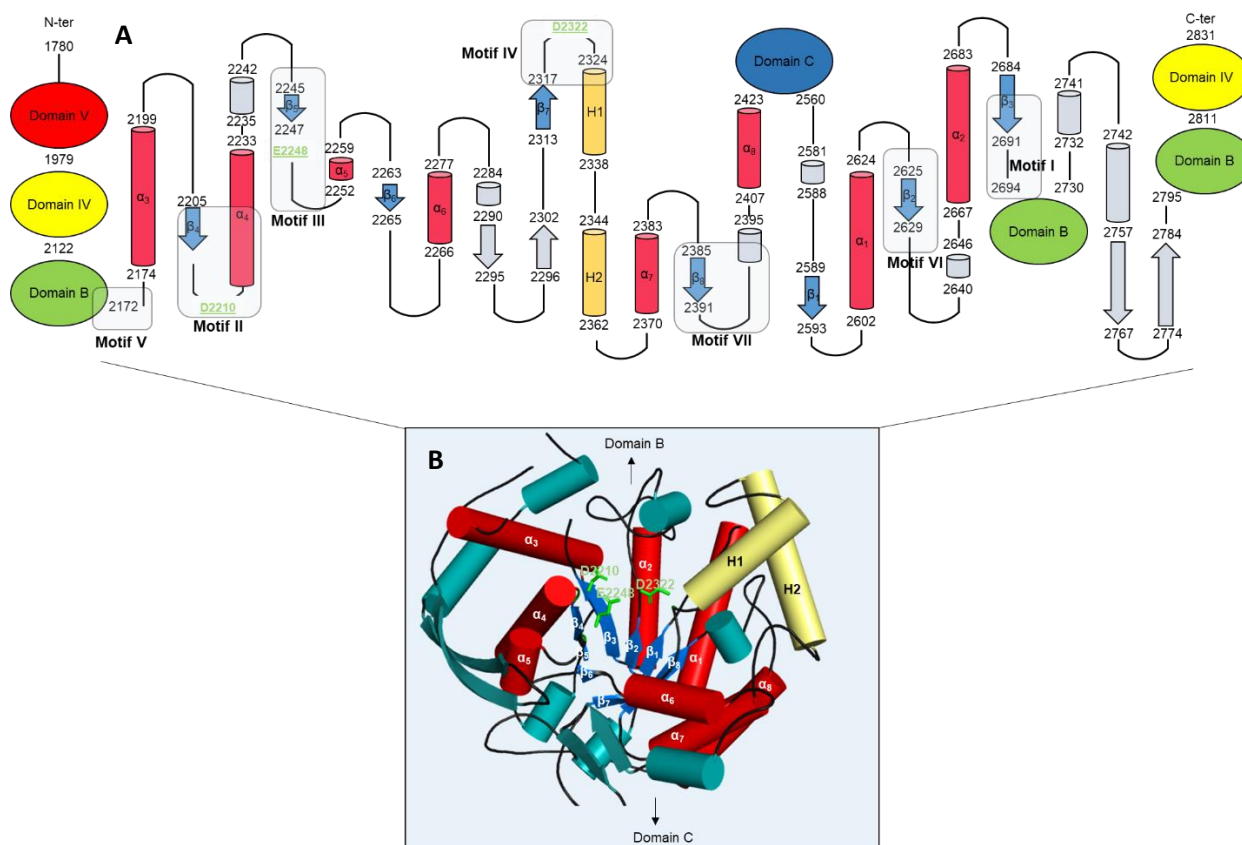 N-ter
1780
A
Domain V
1979
Domain IV
2122
Domain B
2172
Motif V
2199
α3
2174
2205
β4
D2210
Motif II
2242
2235
2233
α4
2245
β5
2247
E2248
Motif III
2259
α5
2252
2263
β6
2265
2277
α6
2266
2284
2290
2295
2302
2296
Motif IV
D2322
2317
β7
2313
2324
H1
2338
2344
H2
2362
2383
α7
2370
2385
β8
2391
2395
Motif VII
2423
α8
2407
Domain C
2560
2581
2588
2589
β1
2593
2624
α1
2602
2625
β2
2629
Motif VI
2683
α2
2667
2646
2640
2684
β3
2691
Motif I
2694
Domain B
2741
2732
2730
2742
2757
2767
2774
2784
2795
Domain B
2811
Domain IV
2831
C-ter
B
Domain B
α3
α2
H1
H2
D2210
E2248
D2322
α4
α5
β4
β3
β2
β1
β8
β5
β6
β7
α1
α6
α8
α7
Domain C